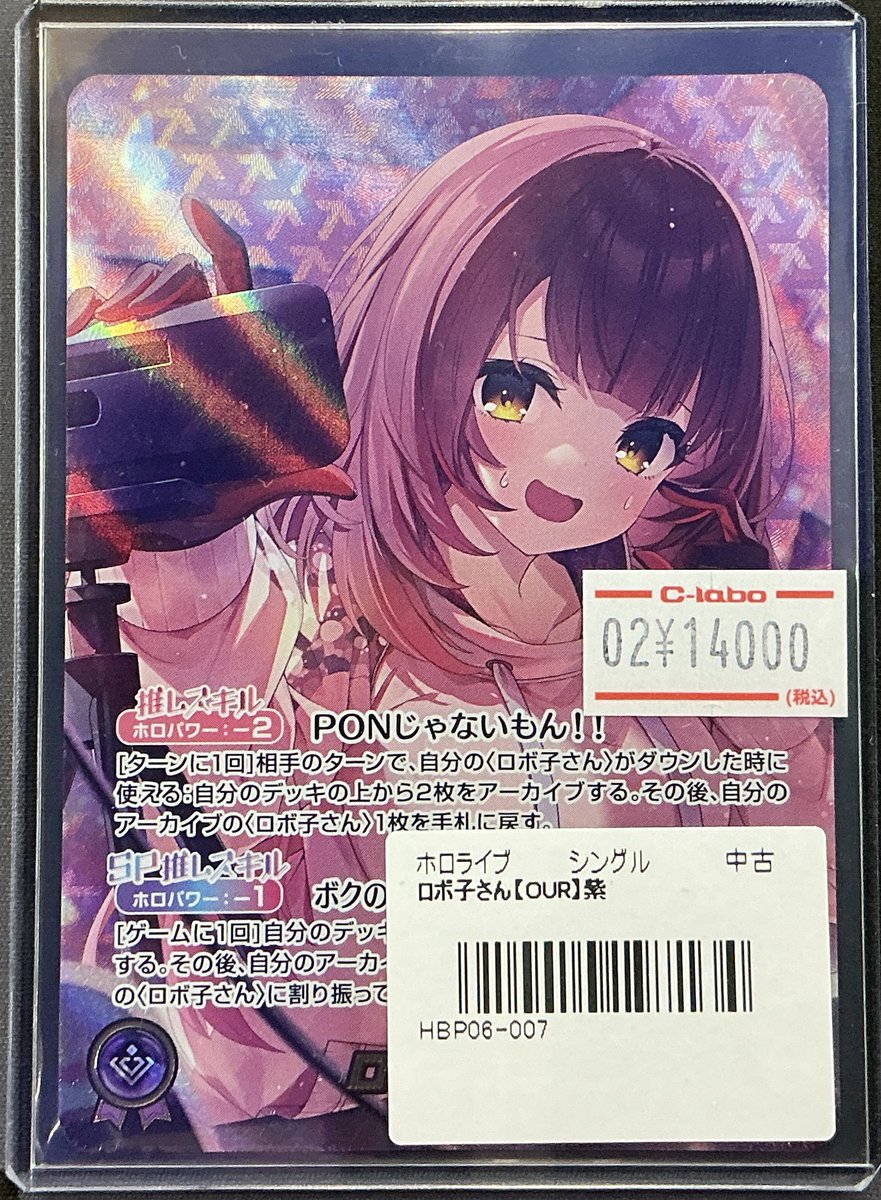 C-labo
02¥14000
(税込)
推しスキル
ホロパワー:-2
PONじゃないもん!!
[ターンに1回]相手のターンで、自分の〈ロボ子さん〉がダウンした時に
使える:自分のデッキの上から2枚をアーカイブする。その後、自分の
アーカイブの〈ロボ子さん〉1枚を手札に戻す。
SP推しスキル
ホロパワー:-1
ボクの
[ゲームに1回]自分のデッキ
する。その後、自分のアーカイ
の〈ロボ子さん〉に割り振って
ホロライブ シングル 中古
ロボ子さん【OUR】紫
HBP06-007